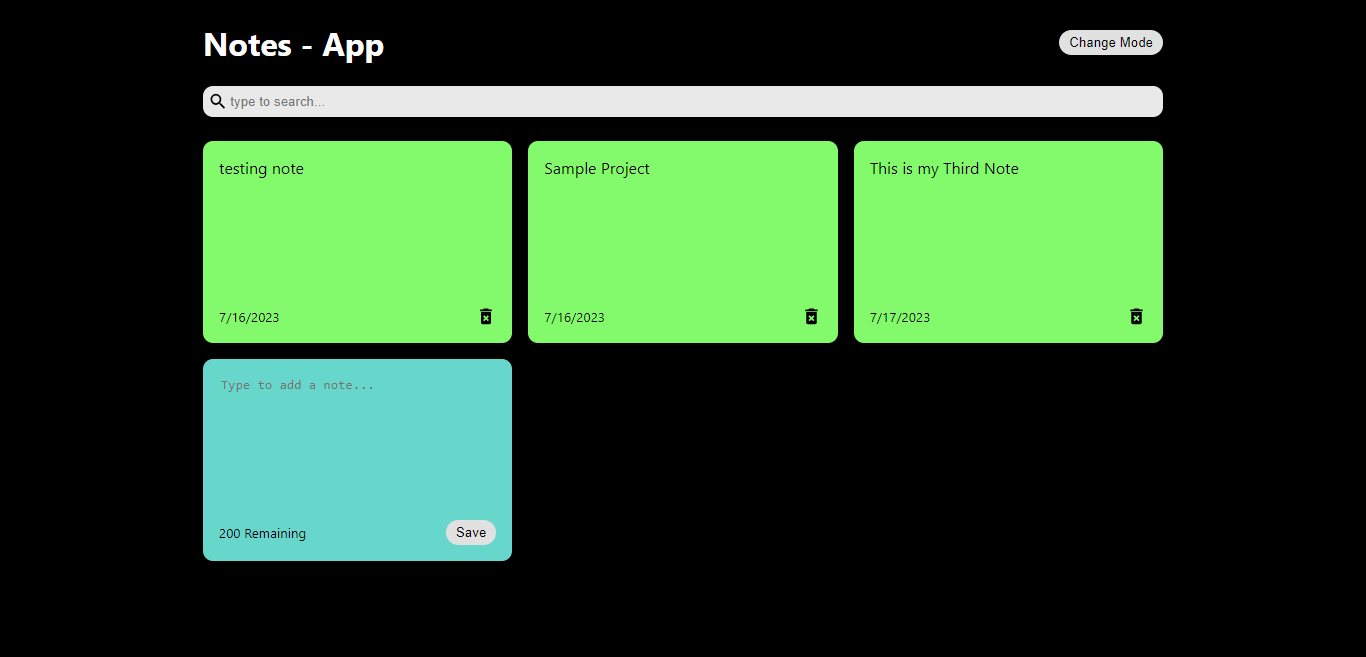 Notes - App
Change Mode
type to search...
testing note
Sample Project
This is my Third Note
7/16/2023
7/16/2023
7/17/2023
Type to add a note...
200 Remaining
Save